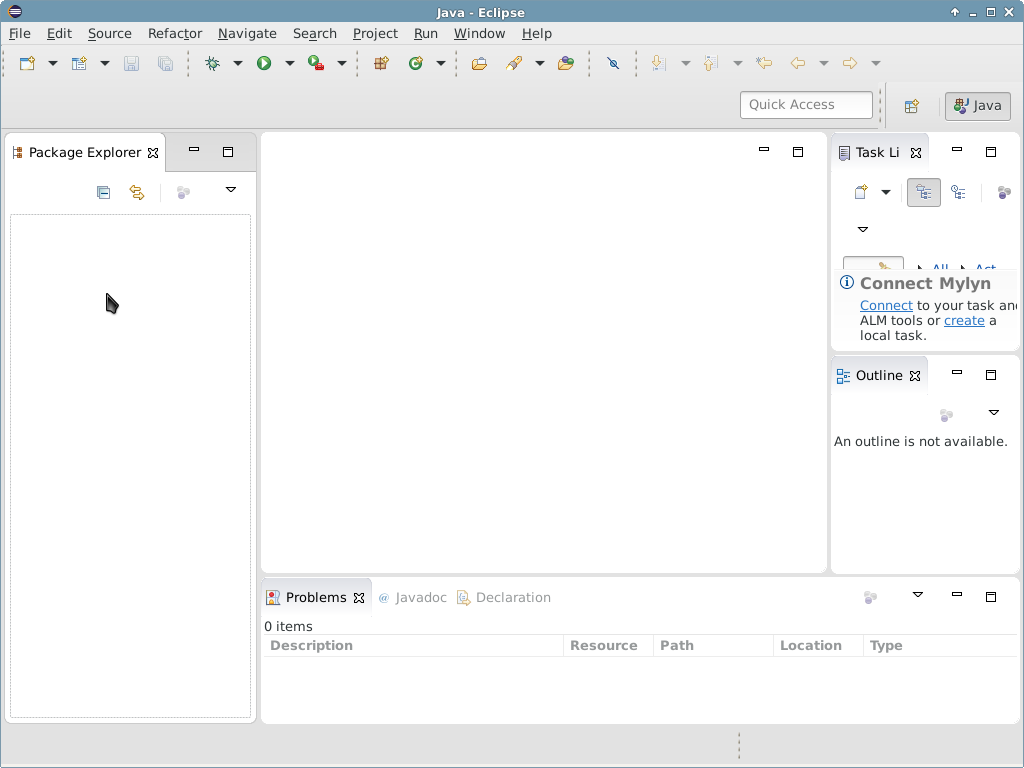 Java - Eclipse
File Edit Source Refactor Navigate Search Project Run Window Help
Quick Access
Java
Package Explorer
Task Li
All Act
Connect Mylyn
Connect to your task and
ALM tools or create a
local task.
Outline
An outline is not available.
Problems @ Javadoc Declaration
0 items
Description Resource Path Location Type